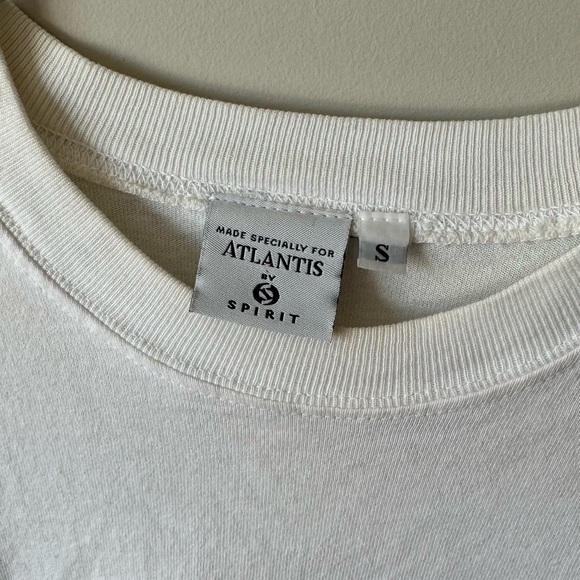 MADE SPECIALLY FOR
ATLANTIS
BY
SPIRIT
S